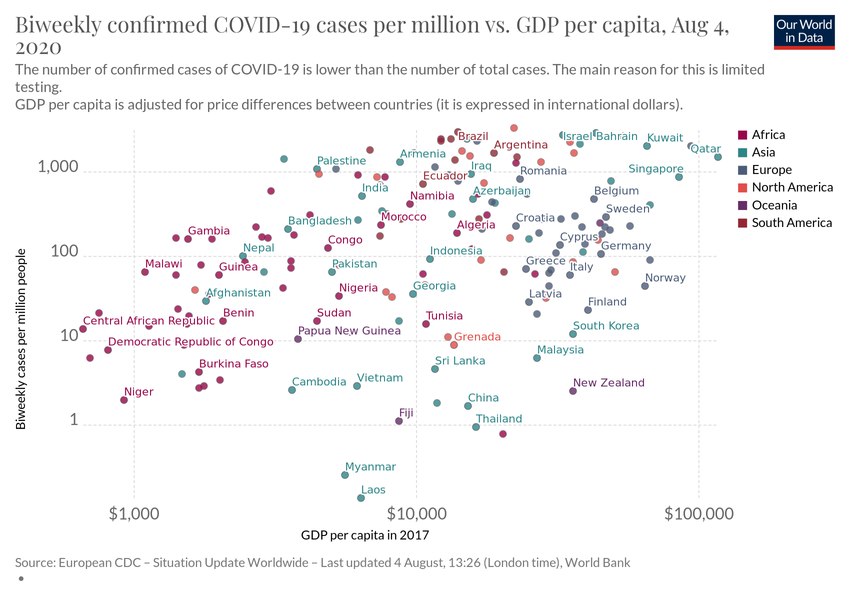 Biweekly confirmed COVID-19 cases per million vs. GDP per capita, Aug 4,
2020
Our World
in Data
The number of confirmed cases of COVID-19 is lower than the number of total cases. The main reason for this is limited
testing.
GDP per capita is adjusted for price differences between countries (it is expressed in international dollars).
Africa
Asia
Europe
North America
Oceania
South America
Biweekly cases per million people
1,000
100
10
1
Brazil
Israel
Bahrain
Kuwait
Argentina
Qatar
Armenia
Palestine
Iraq
Romania
Singapore
Ecuador
India
Azerbaijan
Belgium
Namibia
Sweden
Morocco
Croatia
Bangladesh
Algeria
Gambia
Congo
Cyprus
Nepal
Indonesia
Germany
Malawi
Guinea
Pakistan
Greece
Italy
Norway
Afghanistan
Nigeria
Georgia
Latvia
Finland
Benin
Sudan
Tunisia
Central African Republic
Papua New Guinea
South Korea
Democratic Republic of Congo
Grenada
Malaysia
Burkina Faso
Sri Lanka
Cambodia
Vietnam
New Zealand
Niger
China
Fiji
Thailand
Myanmar
Laos
$1,000
$10,000
$100,000
GDP per capita in 2017
Source: European CDC – Situation Update Worldwide – Last updated 4 August, 13:26 (London time), World Bank